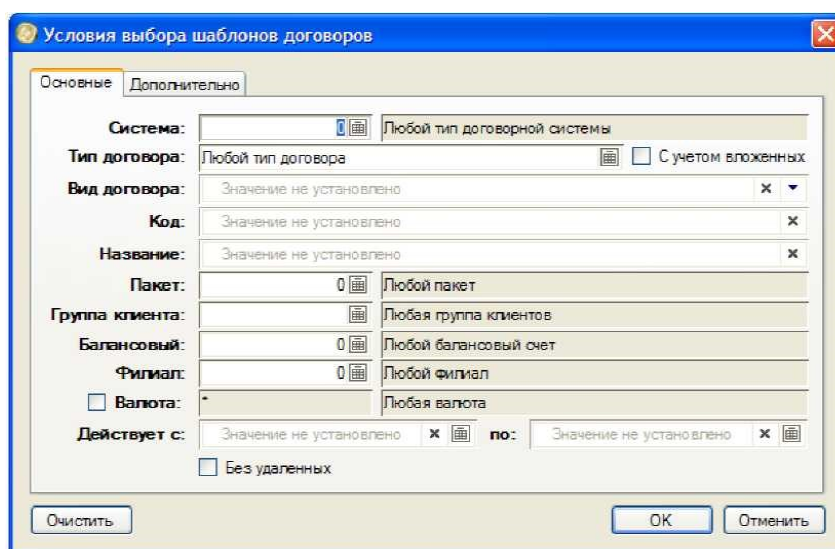 Условия выбора шаблонов договоров
Основные Дополнительно
Система: 0 Любой тип договорной системы
Тип договора: Любой тип договора С учетом вложенных
Вид договора: Значение не установлено
Код: Значение не установлено
Название: Значение не установлено
Пакет: 0 Любой пакет
Группа клиента: Любая группа клиентов
Балансовый: 0 Любой балансовый счет
Филиал: 0 Любой филиал
Валюта: * Любая валюта
Действует с: Значение не установлено по: Значение не установлено
Без удаленных
Очистить OK Отменить